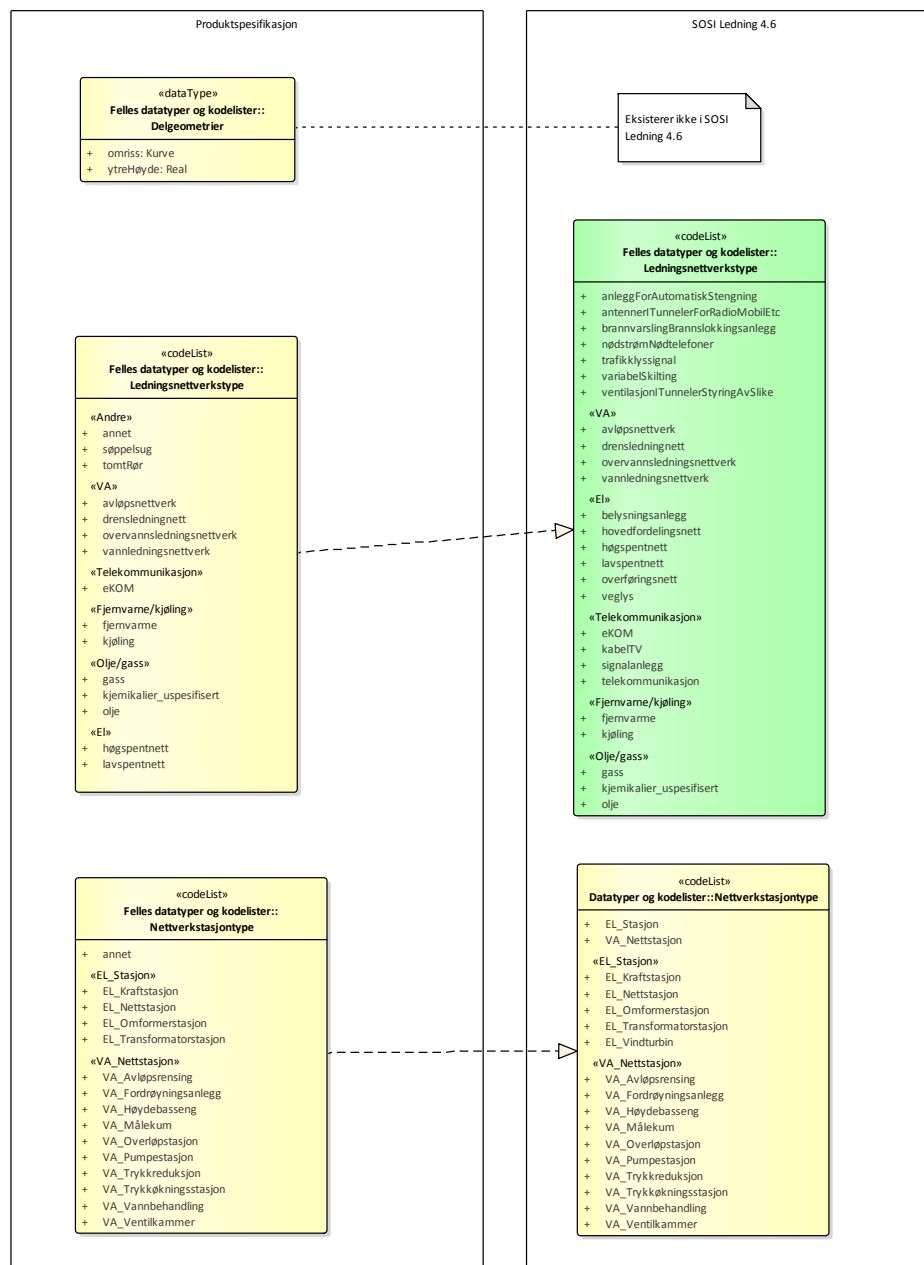 Produktspesifikasjon
«dataType»
Felles datatyper og kodelister::
Delgeometrier
+ omriss: Kurve
+ ytreHøyde: Real
«codeList»
Felles datatyper og kodelister::
Ledningsnettverkstype
«Andre»
+ annet
+ søppelsug
+ tomtRør
«VA»
+ avløpsnettverk
+ drensledningnett
+ overvannsledningsnettverk
+ vannledningsnettverk
«Telekommunikasjon»
+ eKOM
«Fjernvarne/kjøling»
+ fjernvarme
+ kjøling
«Olje/gass»
+ gass
+ kjemikalier_uspesifisert
+ olje
«El»
+ høgspentnett
+ lavspentnett
«codeList»
Felles datatyper og kodelister::
Nettverkstasjontype
+ annet
«EL_Stasjon»
+ EL_Kraftstasjon
+ EL_Nettstasjon
+ EL_Omformerstasjon
+ EL_Transformatorstasjon
«VA_Nettstasjon»
+ VA_Avløpsrensing
+ VA_Fordrøyningsanlegg
+ VA_Høydebasseng
+ VA_Målekum
+ VA_Overløpstasjon
+ VA_Pumpestasjon
+ VA_Trykkreduksjon
+ VA_Trykkøkningsstasjon
+ VA_Vannbehandling
+ VA_Ventilkammer
SOSI Ledning 4.6
Eksisterer ikke i SOSI
Ledning 4.6
«codeList»
Felles datatyper og kodelister::
Ledningsnettverkstype
+ anleggForAutomatiskStengning
+ antennerITunnelerForRadioMobilEtc
+ brannvarslingBrannslokkingsanlegg
+ nødstrømNødtelefoner
+ trafikklyssignal
+ variabelSkilting
+ ventilasjonITunnelerStyringAvSlike
«VA»
+ avløpsnettverk
+ drensledningnett
+ overvannsledningsnettverk
+ vannledningsnettverk
«El»
+ belysningsanlegg
+ hovedfordelingsnett
+ høgspentnett
+ lavspentnett
+ overføringsnett
+ veglys
«Telekommunikasjon»
+ eKOM
+ kabelTV
+ signalanlegg
+ telekommunikasjon
«Fjernvarne/kjøling»
+ fjernvarme
+ kjøling
«Olje/gass»
+ gass
+ kjemikalier_uspesifisert
+ olje
«codeList»
Datatyper og kodelister::Nettverkstasjontype
+ EL_Stasjon
+ VA_Nettstasjon
«EL_Stasjon»
+ EL_Kraftstasjon
+ EL_Nettstasjon
+ EL_Omformerstasjon
+ EL_Transformatorstasjon
+ EL_Vindturbin
«VA_Nettstasjon»
+ VA_Avløpsrensing
+ VA_Fordrøyningsanlegg
+ VA_Høydebasseng
+ VA_Målekum
+ VA_Overløpstasjon
+ VA_Pumpestasjon
+ VA_Trykkreduksjon
+ VA_Trykkøkningsstasjon
+ VA_Vannbehandling
+ VA_Ventilkammer